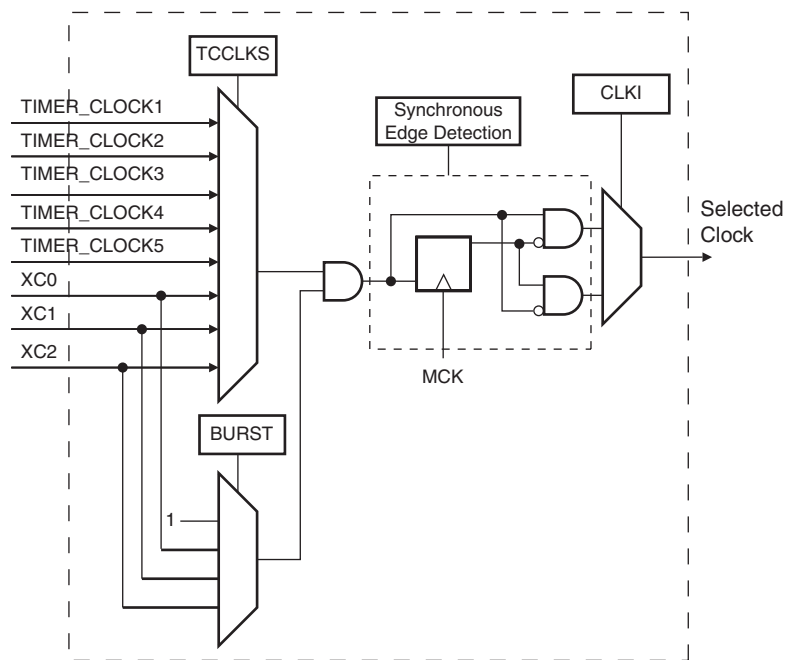 TCCLKS
TIMER_CLOCK1
TIMER_CLOCK2
TIMER_CLOCK3
TIMER_CLOCK4
TIMER_CLOCK5
XC0
XC1
XC2
Synchronous
Edge Detection
CLKI
Selected
Clock
MCK
BURST
1